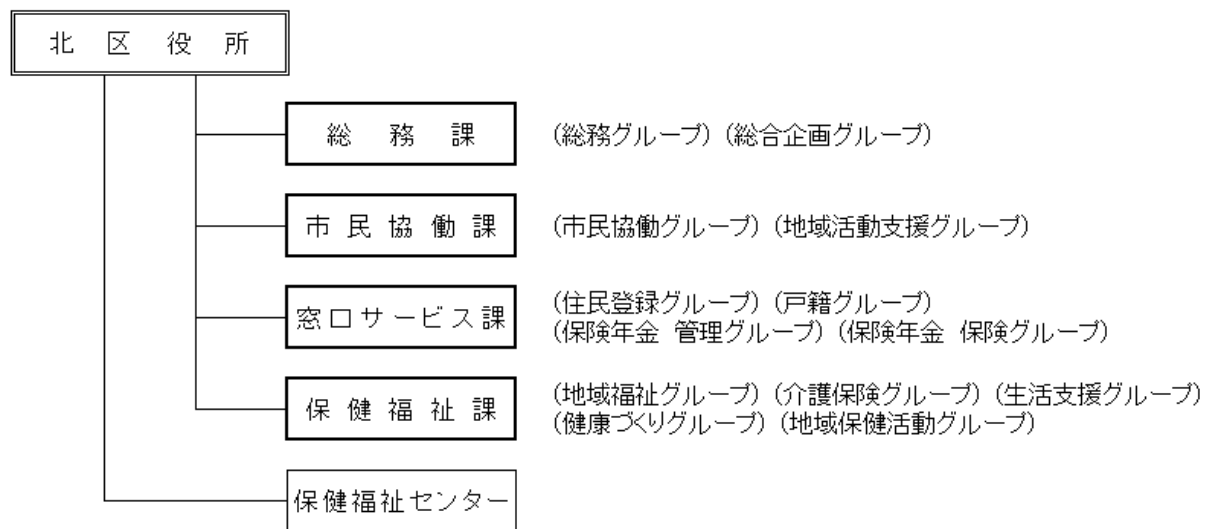 北区役所
総務課 (総務グループ) (総合企画グループ)
市民協働課 (市民協働グループ) (地域活動支援グループ)
窓口サービス課 (住民登録グループ) (戸籍グループ)
(保険年金 管理グループ) (保険年金 保険グループ)
保健福祉課 (地域福祉グループ) (介護保険グループ) (生活支援グループ)
(健康づくりグループ) (地域保健活動グループ)
保健福祉センター